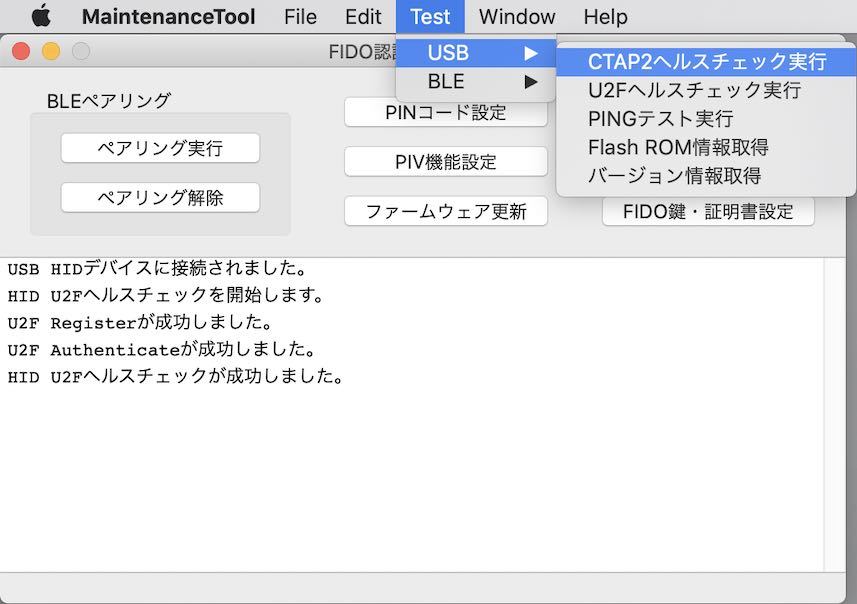 MaintenanceTool File Edit Test Window Help
FIDO認
USB
BLE
CTAP2ヘルスチェック実行
U2Fヘルスチェック実行
PINGテスト実行
Flash ROM情報取得
バージョン情報取得
BLEペアリング
ペアリング実行
ペアリング解除
PINコード設定
PIV機能設定
ファームウェア更新
FIDO鍵・証明書設定
USB HIDデバイスに接続されました。
HID U2Fヘルスチェックを開始します。
U2F Registerが成功しました。
U2F Authenticateが成功しました。
HID U2Fヘルスチェックが成功しました。